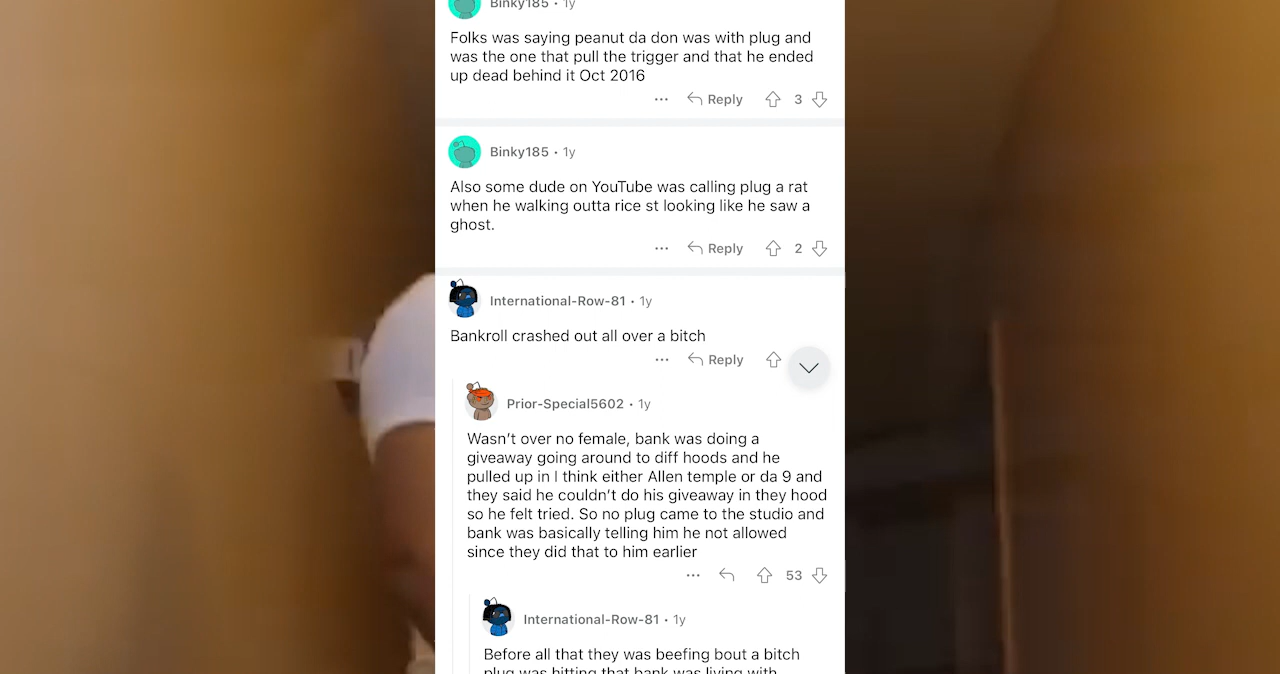 Binky185 • 1y
Folks was saying peanut da don was with plug and
was the one that pull the trigger and that he ended
up dead behind it Oct 2016
... Reply 3
Binky185 • 1y
Also some dude on YouTube was calling plug a rat
when he walking outta rice st looking like he saw a
ghost.
... Reply 2
International-Row-81 • 1y
Bankroll crashed out all over a bitch
... Reply
Prior-Special5602 • 1y
Wasn't over no female, bank was doing a
giveaway going around to diff hoods and he
pulled up in I think either Allen temple or da 9 and
they said he couldn't do his giveaway in they hood
so he felt tried. So no plug came to the studio and
bank was basically telling him he not allowed
since they did that to him earlier
... 53
International-Row-81 • 1y
Before all that they was beefing bout a bitch
plug was hitting that bank was living with